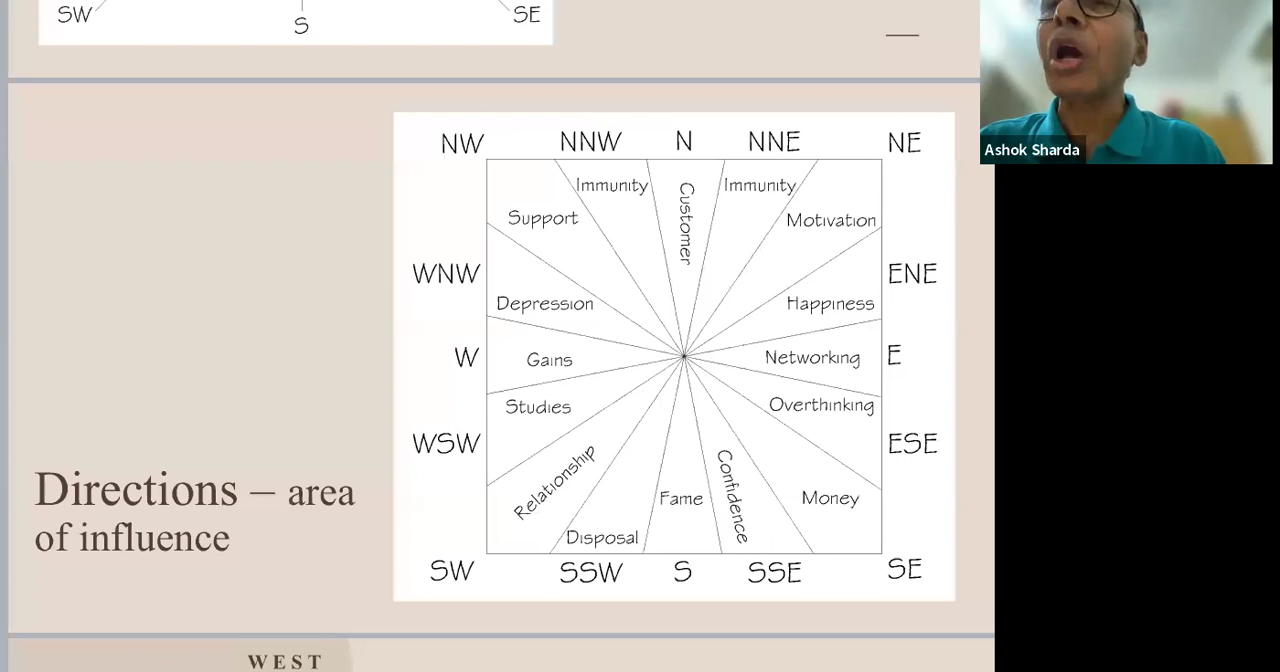 SW
S
SE
Ashok Sharda
NW NNW N NNE NE
Immunity Customer Immunity
Support Motivation
WNW ENE
Depression Happiness
W Gains Networking E
Studies Overthinking
WSW ESE
Relationship Confidence
Fame Money
Disposal
SW SSW S SSE SE
Directions – area
of influence
WEST